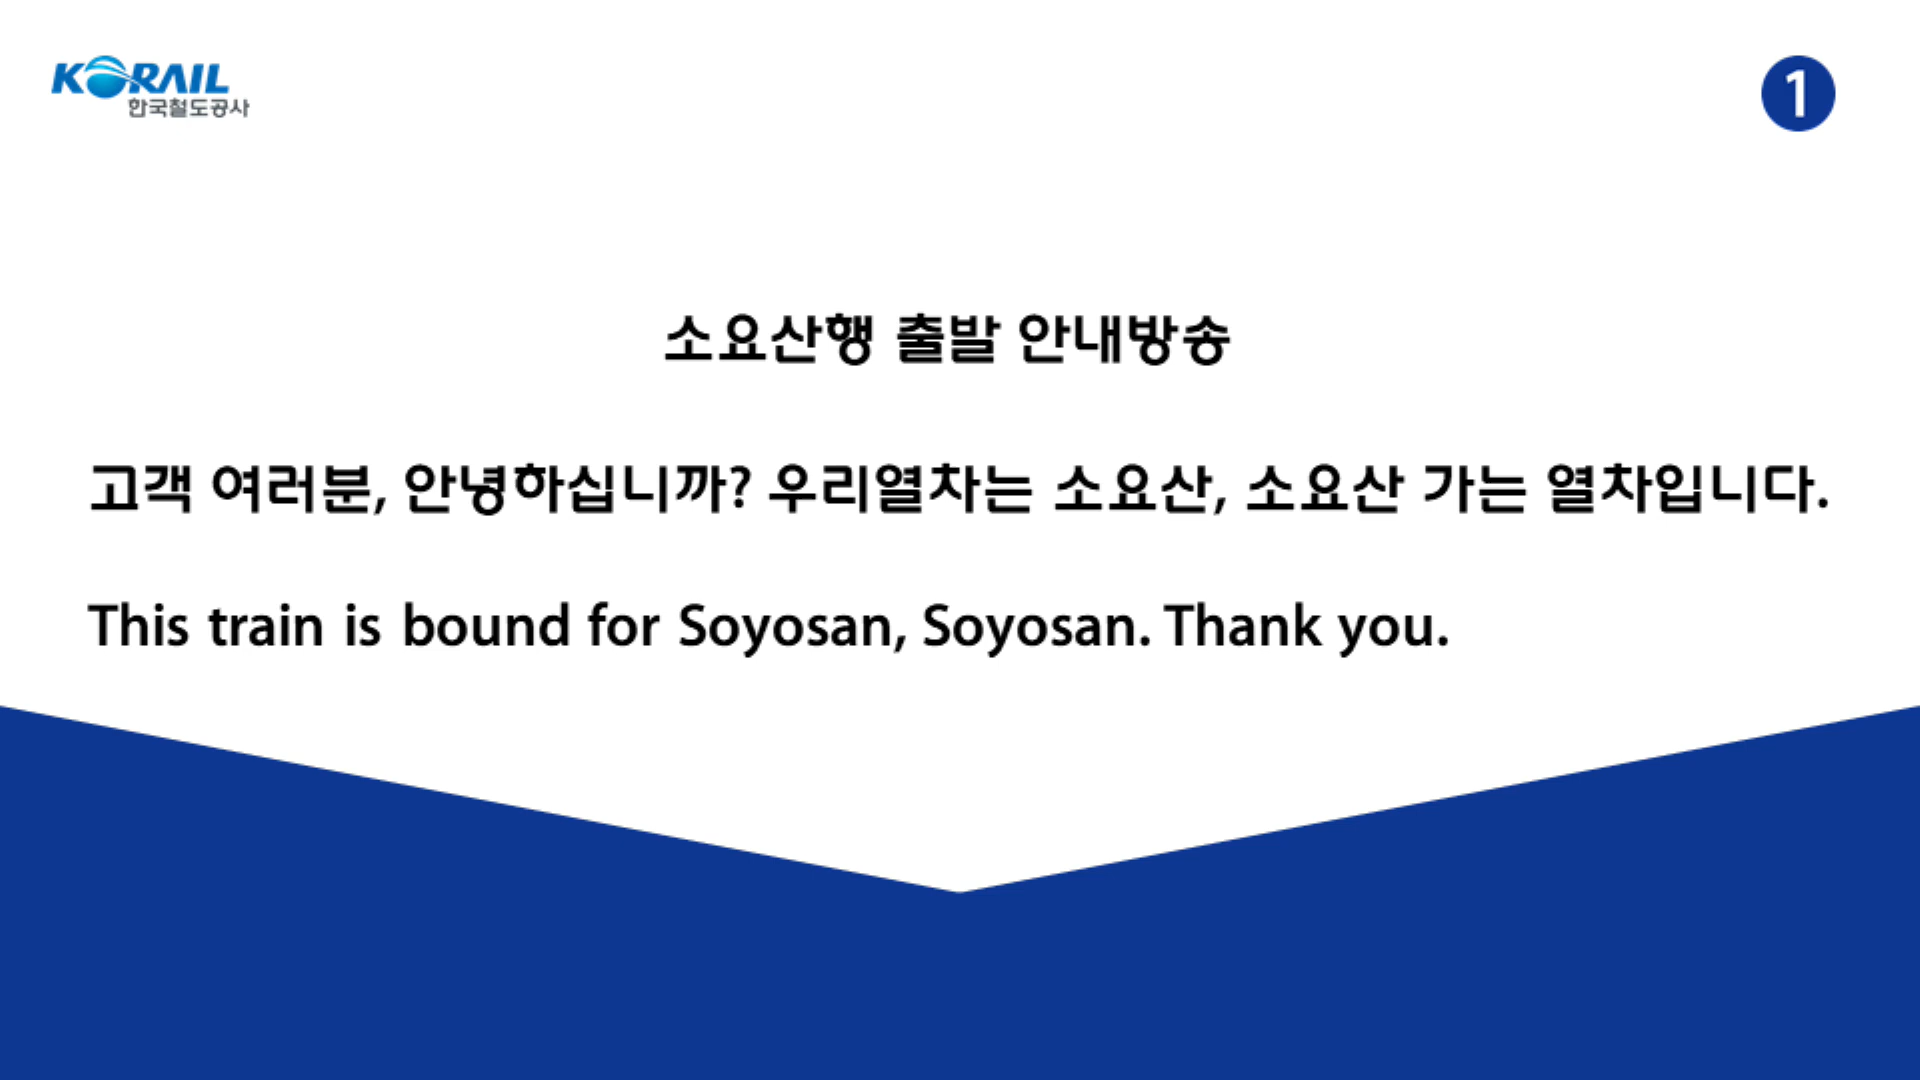 KORAIL
한국철도공사
1
소요산행 출발 안내방송
고객 여러분, 안녕하십니까? 우리열차는 소요산, 소요산 가는 열차입니다.
This train is bound for Soyosan, Soyosan. Thank you.